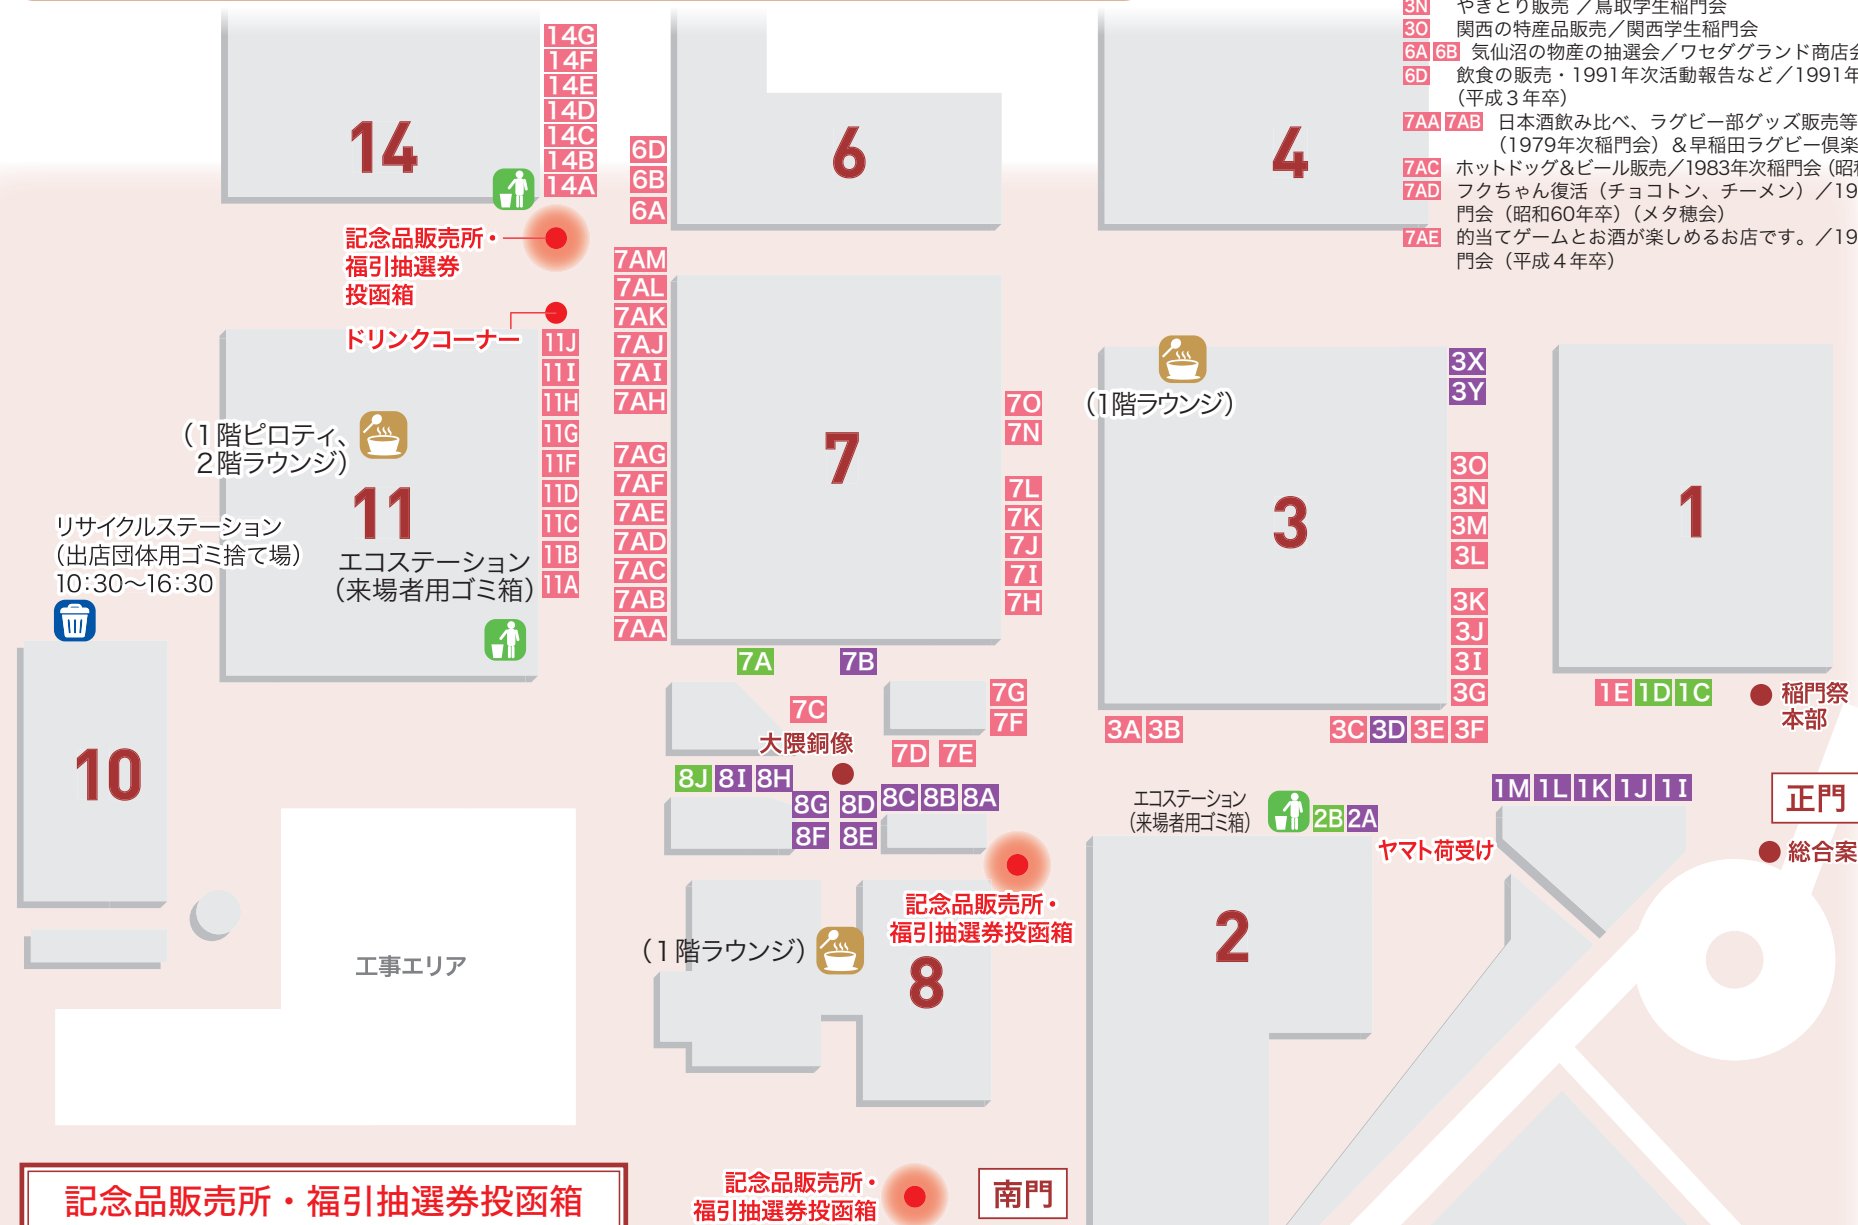 3N やきとり販売 ／鳥取学生稲門会
3O 関西の特産品販売／関西学生稲門会
6A 6B 気仙沼の物産の抽選会／ワセダグランド商店会
6D 飲食の販売・1991年次活動報告など／1991年
（平成３年卒）
7AA 7AB 日本酒飲み比べ、ラグビー部グッズ販売等
（1979年次稲門会）＆早稲田ラグビー倶楽
7AC ホットドッグ＆ビール販売／1983年次稲門会（昭和
7AD フクちゃん復活（チョコトン、チーメン）／19
門会（昭和60年卒）（メタ穂会）
7AE 的当てゲームとお酒が楽しめるお店です。／19
門会（平成４年卒）
14G
14F
14E
14D
14C
14B
14A
14
6D
6B
6A
6
4
記念品販売所・
福引抽選券
投函箱
ドリンクコーナー
7AM
7AL
7AK
7AJ
7AI
7AH
7AG
7AF
7AE
7AD
7AC
7AB
7AA
7
11J
11I
11H
11G
11F
11D
11C
11B
11A
（１階ピロティ、
２階ラウンジ）
11
エコステーション
（来場者用ゴミ箱）
リサイクルステーション
（出店団体用ゴミ捨て場）
10：30〜16：30
10
7O
7N
7L
7K
7J
7I
7H
（1階ラウンジ）
3
3X
3Y
3O
3N
3M
3L
3K
3J
3I
3G
1
7A
7B
7C
7G
7F
7D 7E
大隈銅像
3A 3B
3C 3D 3E 3F
1E 1D 1C
稲門祭
本部
8J 8I 8H
8G 8D 8C 8B 8A
8F 8E
エコステーション
（来場者用ゴミ箱）
2B 2A
1M 1L 1K 1J 1I
正門
ヤマト荷受け
総合案
記念品販売所・
福引抽選券投函箱
（１階ラウンジ）
8
2
工事エリア
記念品販売所・福引抽選券投函箱
記念品販売所・
福引抽選券投函箱
南門